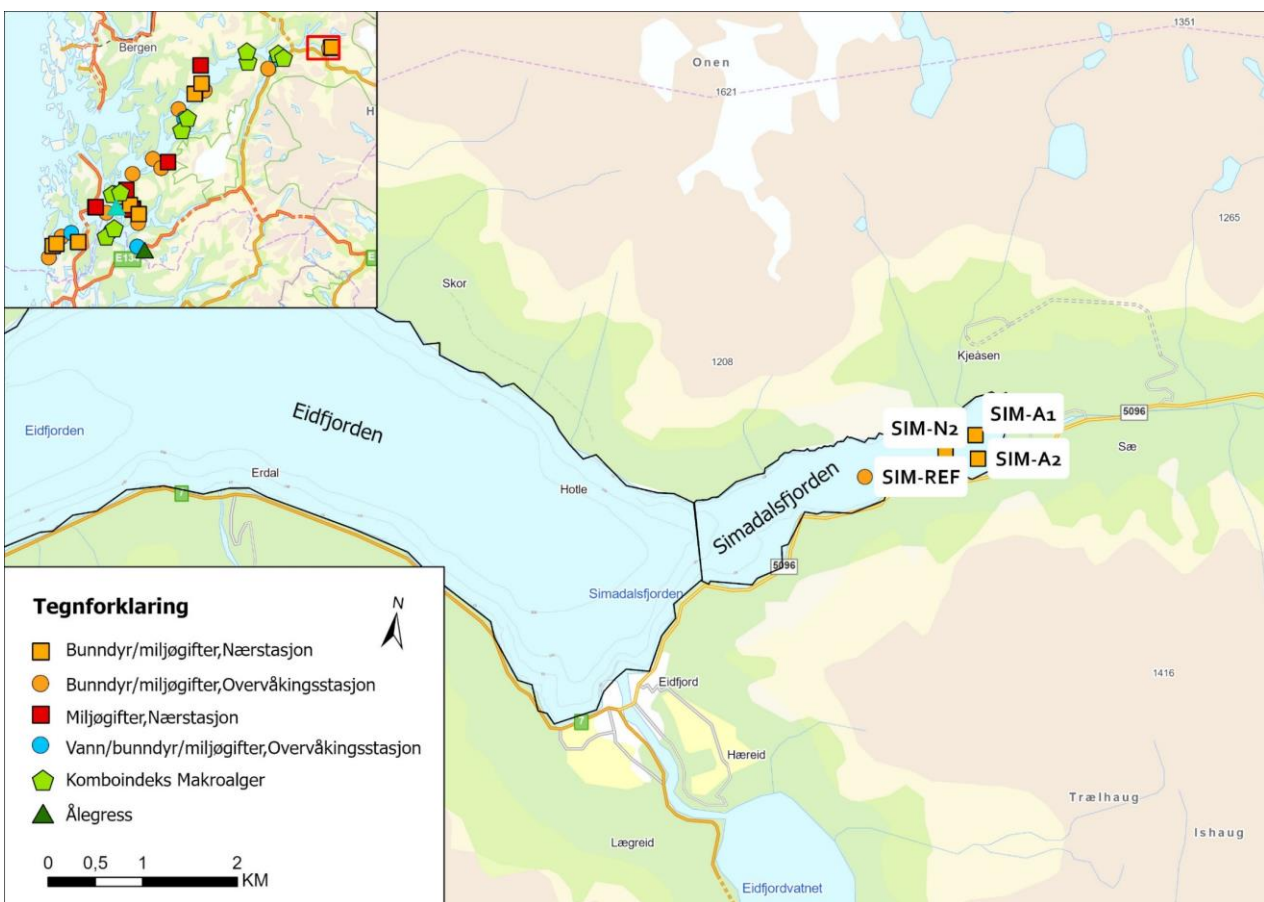 Bergen
H
E134
E
1351
Onen
1621
1265
Skor
1208
Kjeåsen
5096
SIM-A1
SIM-N2
Sæ
SIM-A2
SIM-REF
Eidfjorden
Eidfjorden
Erdal
7
Hotle
Simadalsfjorden
5096
Simadalsfjorden
Eidfjord
7
1416
Hæreid
Trælhaug
Ishaug
Lægreid
Eidfjordvatnet
Tegnforklaring
N
Bunndyr/miljøgifter,Nærstasjon
Bunndyr/miljøgifter,Overvåkingsstasjon
Miljøgifter,Nærstasjon
Vann/bunndyr/miljøgifter,Overvåkingsstasjon
Komboindeks Makroalger
Ålegress
0 0,5 1 2
KM